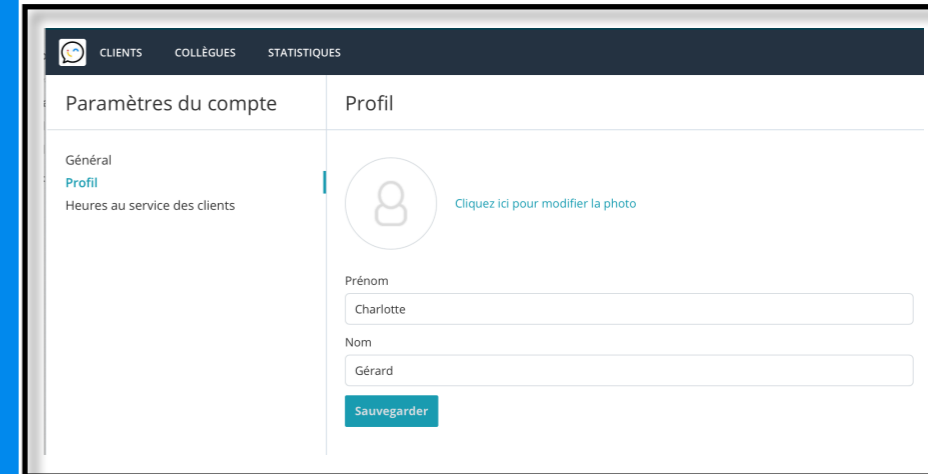 CLIENTS COLLÈGUES STATISTIQUES
Paramètres du compte
Profil
Général
Profil
Heures au service des clients
Cliquez ici pour modifier la photo
Prénom
Charlotte
Nom
Gérard
Sauvegarder